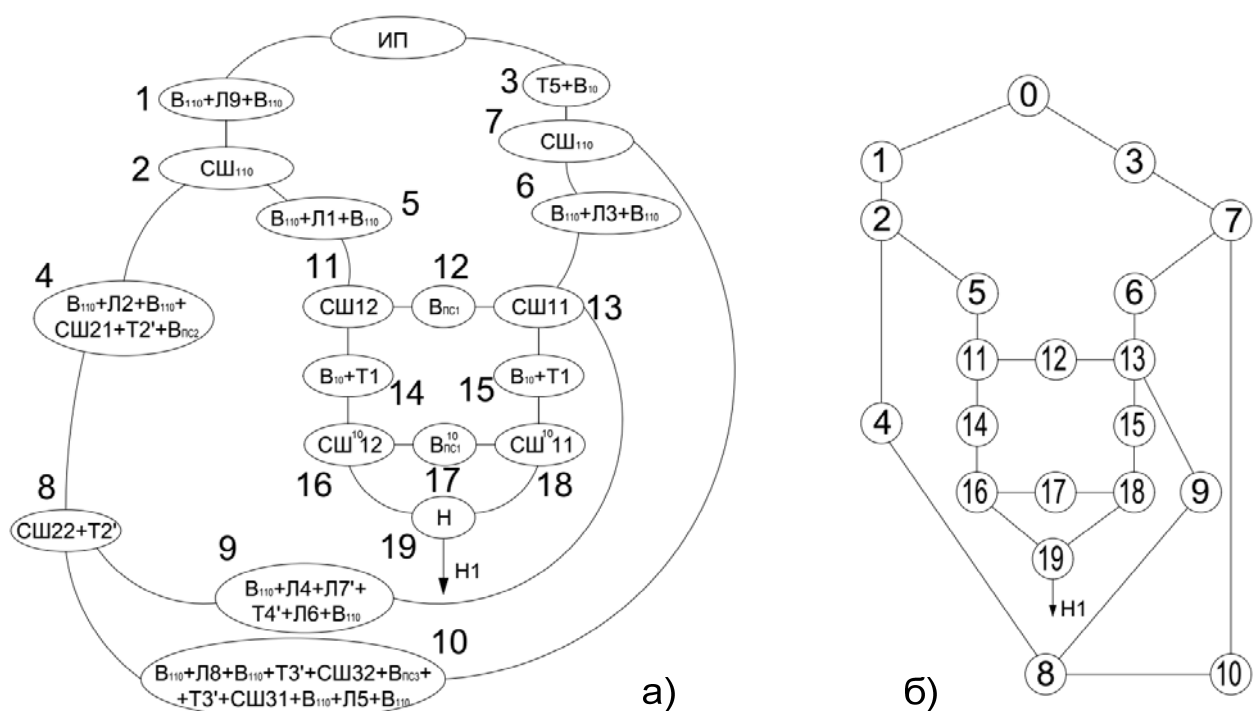 ИП
1
В110+Л9+В110
3
Т5+В10
7
СШ110
2
СШ110
6
В110+Л3+В110
5
В110+Л1+В110
4
В110+Л2+В110+
СШ21+Т2'+Впс2
11
12
13
СШ12
Впс1
СШ11
В10+Т1
14
15
В10+Т1
СШ¹⁰12
Впс1¹⁰
СШ¹⁰11
16
17
18
Н
19
Н1
8
СШ22+Т2'
9
В110+Л4+Л7'+
Т4'+Л6+В110
10
В110+Л8+В110+Т3'+СШ32+Впс3+
+Т3'+СШ31+В110+Л5+В110
а)
0
1
3
2
7
5
6
11
12
13
4
14
15
16
17
18
9
19
Н1
8
10
б)